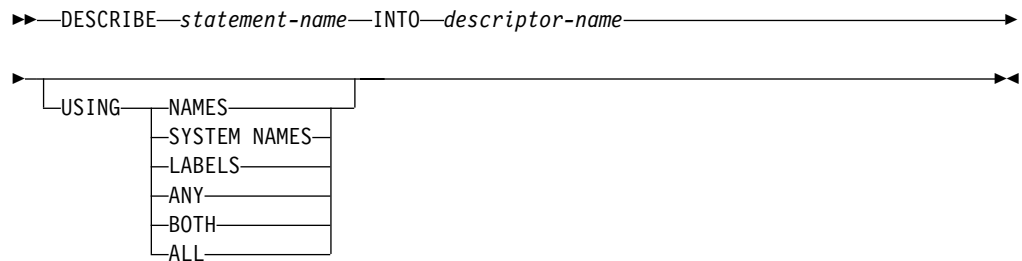 DESCRIBE statement-name INTO descriptor-name
USING NAMES
SYSTEM NAMES
LABELS
ANY
BOTH
ALL